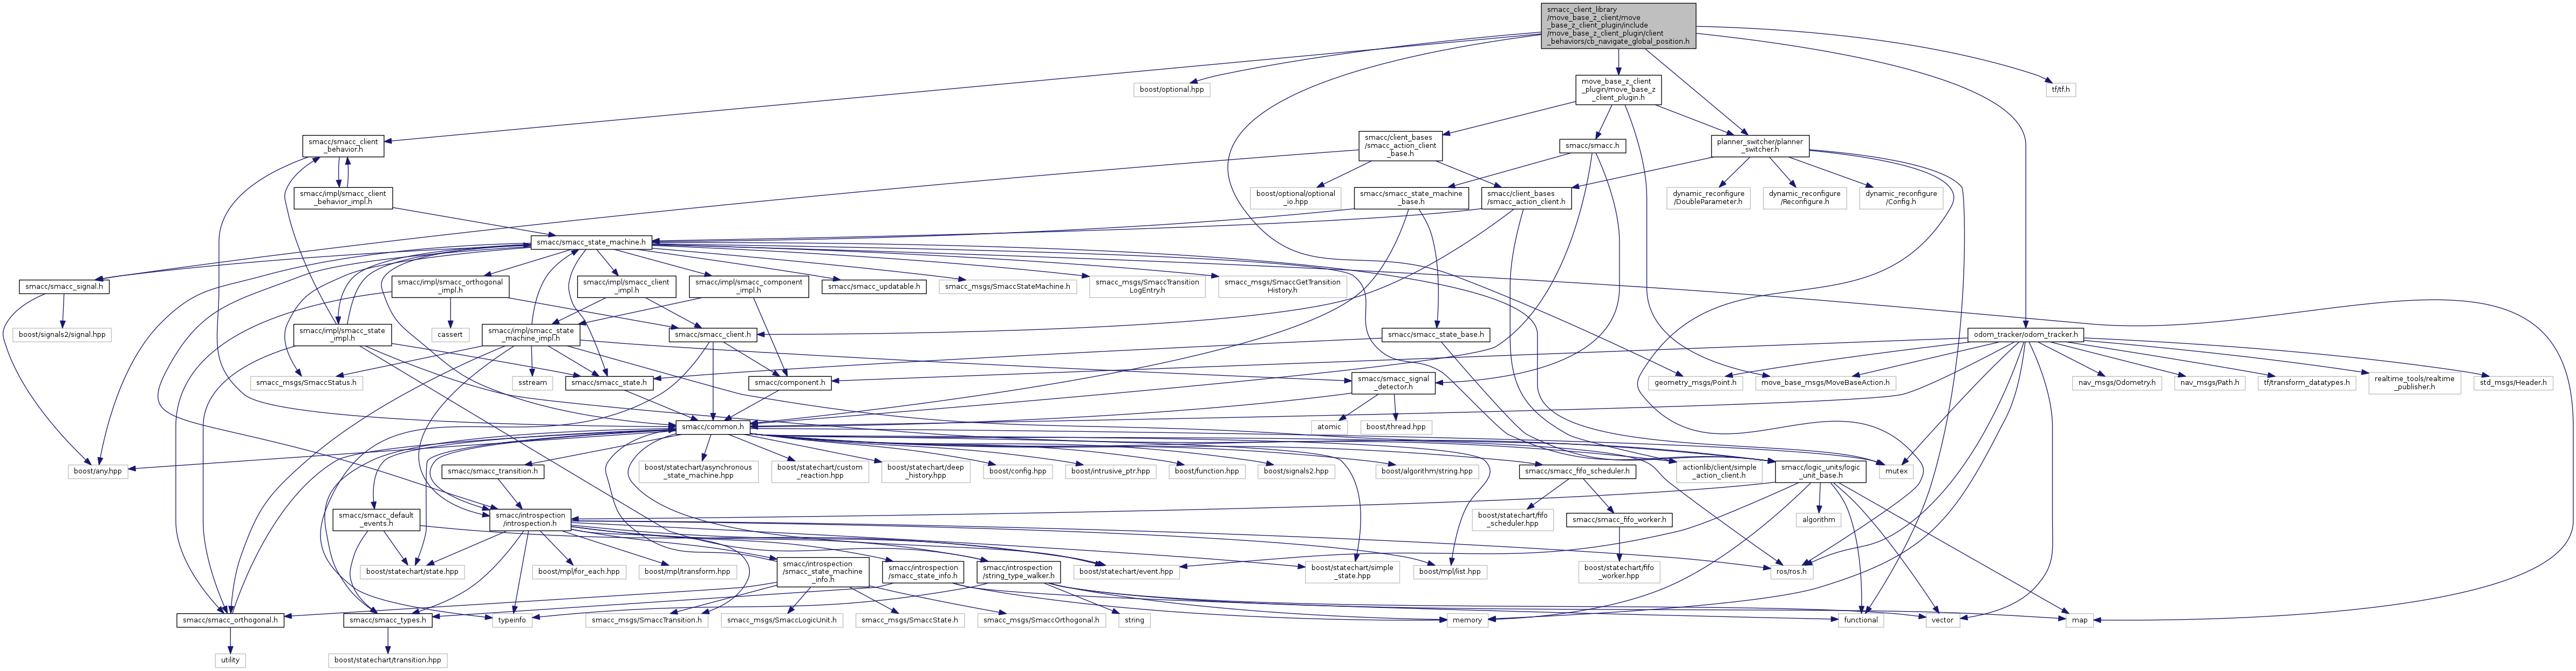 smacc_client_library
/move_base_z_client/move
_base_z_client_plugin/include
/move_base_z_client_plugin/client
_behaviors/cb_navigate_global_position.h
boost/optional.hpp
move_base_z_client
_plugin/move_base_z
_client_plugin.h
tf/tf.h
smacc/smacc_client
_behavior.h
smacc/client_bases
/smacc_action_client
_base.h
smacc/smacc.h
planner_switcher/planner
_switcher.h
smacc/impl/smacc_client
_behavior_impl.h
boost/optional/optional
_io.hpp
smacc/smacc_state_machine
_base.h
smacc/client_bases
/smacc_action_client.h
dynamic_reconfigure
/DoubleParameter.h
dynamic_reconfigure
/Reconfigure.h
dynamic_reconfigure
/Config.h
smacc/smacc_state_machine.h
smacc/smacc_signal.h
smacc/impl/smacc_orthogonal
_impl.h
smacc/impl/smacc_client
_impl.h
smacc/impl/smacc_component
_impl.h
smacc/smacc_updatable.h
smacc_msgs/SmaccStateMachine.h
smacc_msgs/SmaccTransition
LogEntry.h
smacc_msgs/SmaccGetTransition
History.h
boost/signals2/signal.hpp
smacc/impl/smacc_state
_impl.h
cassert
smacc/impl/smacc_state
_machine_impl.h
smacc/smacc_client.h
smacc/smacc_state_base.h
odom_tracker/odom_tracker.h
smacc_msgs/SmaccStatus.h
sstream
smacc/smacc_state.h
smacc/component.h
smacc/smacc_signal
_detector.h
geometry_msgs/Point.h
move_base_msgs/MoveBaseAction.h
nav_msgs/Odometry.h
nav_msgs/Path.h
tf/transform_datatypes.h
realtime_tools/realtime
_publisher.h
std_msgs/Header.h
smacc/common.h
atomic
boost/thread.hpp
boost/any.hpp
smacc/smacc_transition.h
boost/statechart/asynchronous
_state_machine.hpp
boost/statechart/custom
_reaction.hpp
boost/statechart/deep
_history.hpp
boost/config.hpp
boost/intrusive_ptr.hpp
boost/function.hpp
boost/signals2.hpp
boost/algorithm/string.hpp
smacc/smacc_fifo_scheduler.h
actionlib/client/simple
_action_client.h
smacc/logic_units/logic
_unit_base.h
mutex
smacc/smacc_default
_events.h
smacc/introspection
/introspection.h
boost/statechart/fifo
_scheduler.hpp
smacc/smacc_fifo_worker.h
algorithm
boost/statechart/state.hpp
boost/mpl/for_each.hpp
boost/mpl/transform.hpp
smacc/introspection
/smacc_state_machine
_info.h
smacc/introspection
/smacc_state_info.h
smacc/introspection
/string_type_walker.h
boost/statechart/event.hpp
boost/statechart/simple
_state.hpp
boost/mpl/list.hpp
boost/statechart/fifo
_worker.hpp
ros/ros.h
smacc/smacc_orthogonal.h
smacc/smacc_types.h
typeinfo
smacc_msgs/SmaccTransition.h
smacc_msgs/SmaccLogicUnit.h
smacc_msgs/SmaccState.h
smacc_msgs/SmaccOrthogonal.h
string
memory
functional
vector
map
utility
boost/statechart/transition.hpp